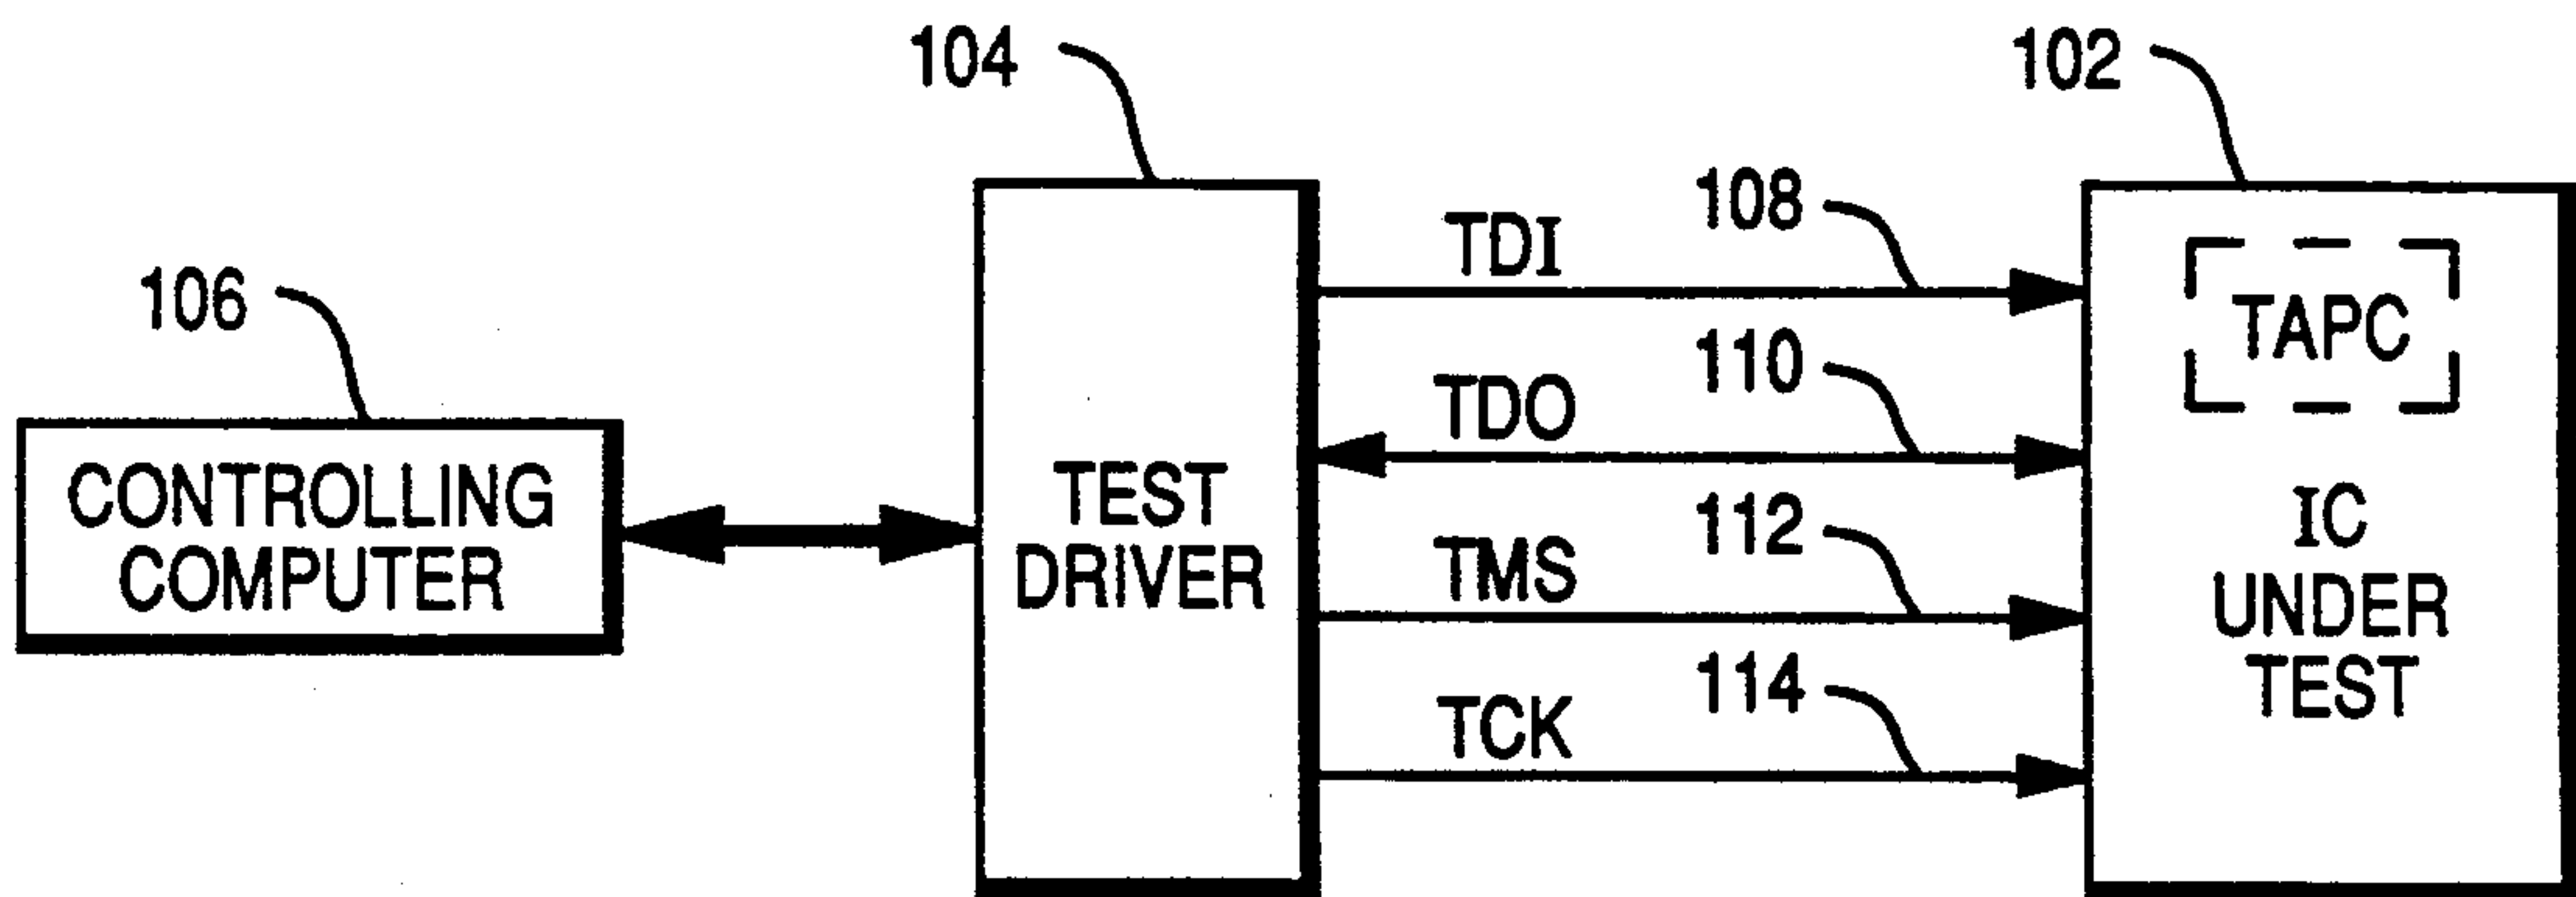 104
102
106
108
TDI
TAPC
110
TDO
CONTROLLING
COMPUTER
TEST
DRIVER
112
TMS
IC
UNDER
TEST
114
TCK